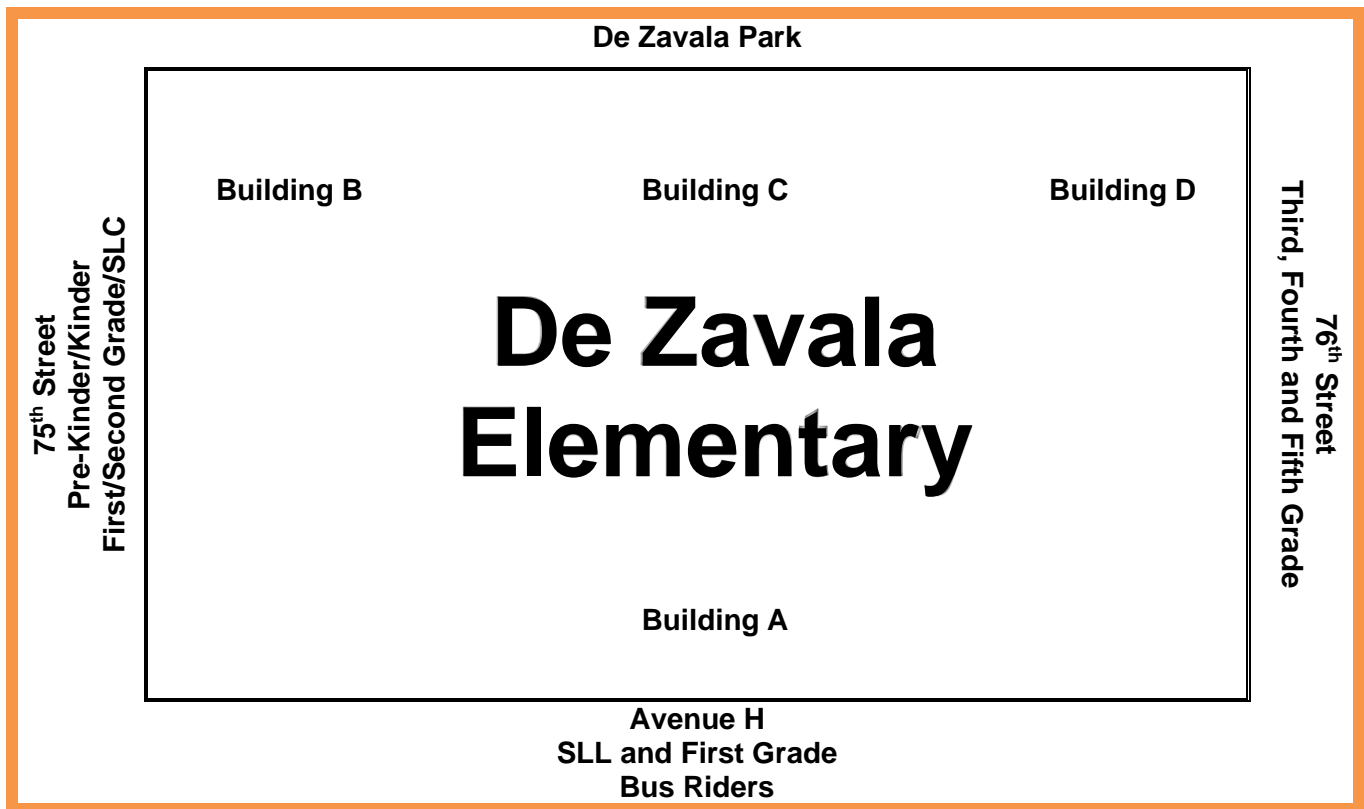 De Zavala Park
Building B
Building C
Building D
75th Street
Pre-Kinder/Kinder
First/Second Grade/SLC
De Zavala
Elementary
76th Street
Third, Fourth and Fifth Grade
Building A
Avenue H
SLL and First Grade
Bus Riders